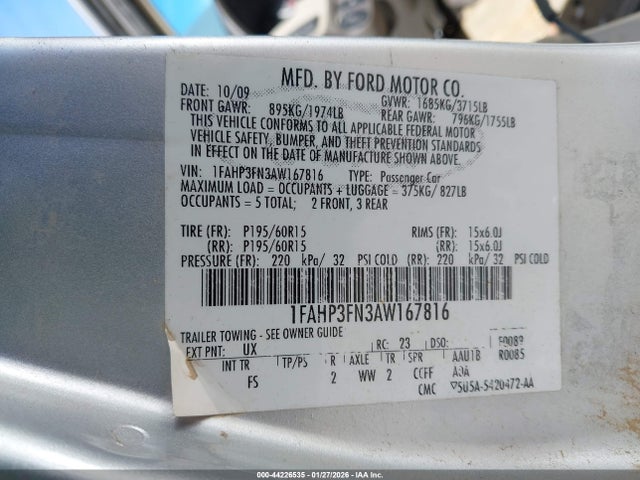 MFD. BY FORD MOTOR CO.
DATE: 10/09 GVWR: 1685KG/3715LB
FRONT GAWR: 895KG/1974LB REAR GAWR: 796KG/1755LB
THIS VEHICLE CONFORMS TO ALL APPLICABLE FEDERAL MOTOR
VEHICLE SAFETY, BUMPER, AND THEFT PREVENTION STANDARDS
IN EFFECT ON THE DATE OF MANUFACTURE SHOWN ABOVE.
VIN: 1FAHP3FN3AW167816 TYPE: Passenger Car
MAXIMUM LOAD = OCCUPANTS + LUGGAGE = 375KG/ 827LB
OCCUPANTS = 5 TOTAL: 2 FRONT, 3 REAR
TIRE (FR): P195/60R15 RIMS (FR): 15x6.0J
(RR): P195/60R15 (RR): 15x6.0J
PRESSURE (FR): 220 kPa/ 32 PSI COLD (RR): 220 kPa/ 32 PSI COLD
1FAHP3FN3AW167816
TRAILER TOWING - SEE OWNER GUIDE
EXT PNT: UX RC: 23 DSO:
INT TR TP/PS R AXLE TR SPR AAU1B R0085
FS 2 WW 2 CCFF
CMC 5U5A-5420472-AA
000-44226535 - 01/27/2026 - IAA Inc.